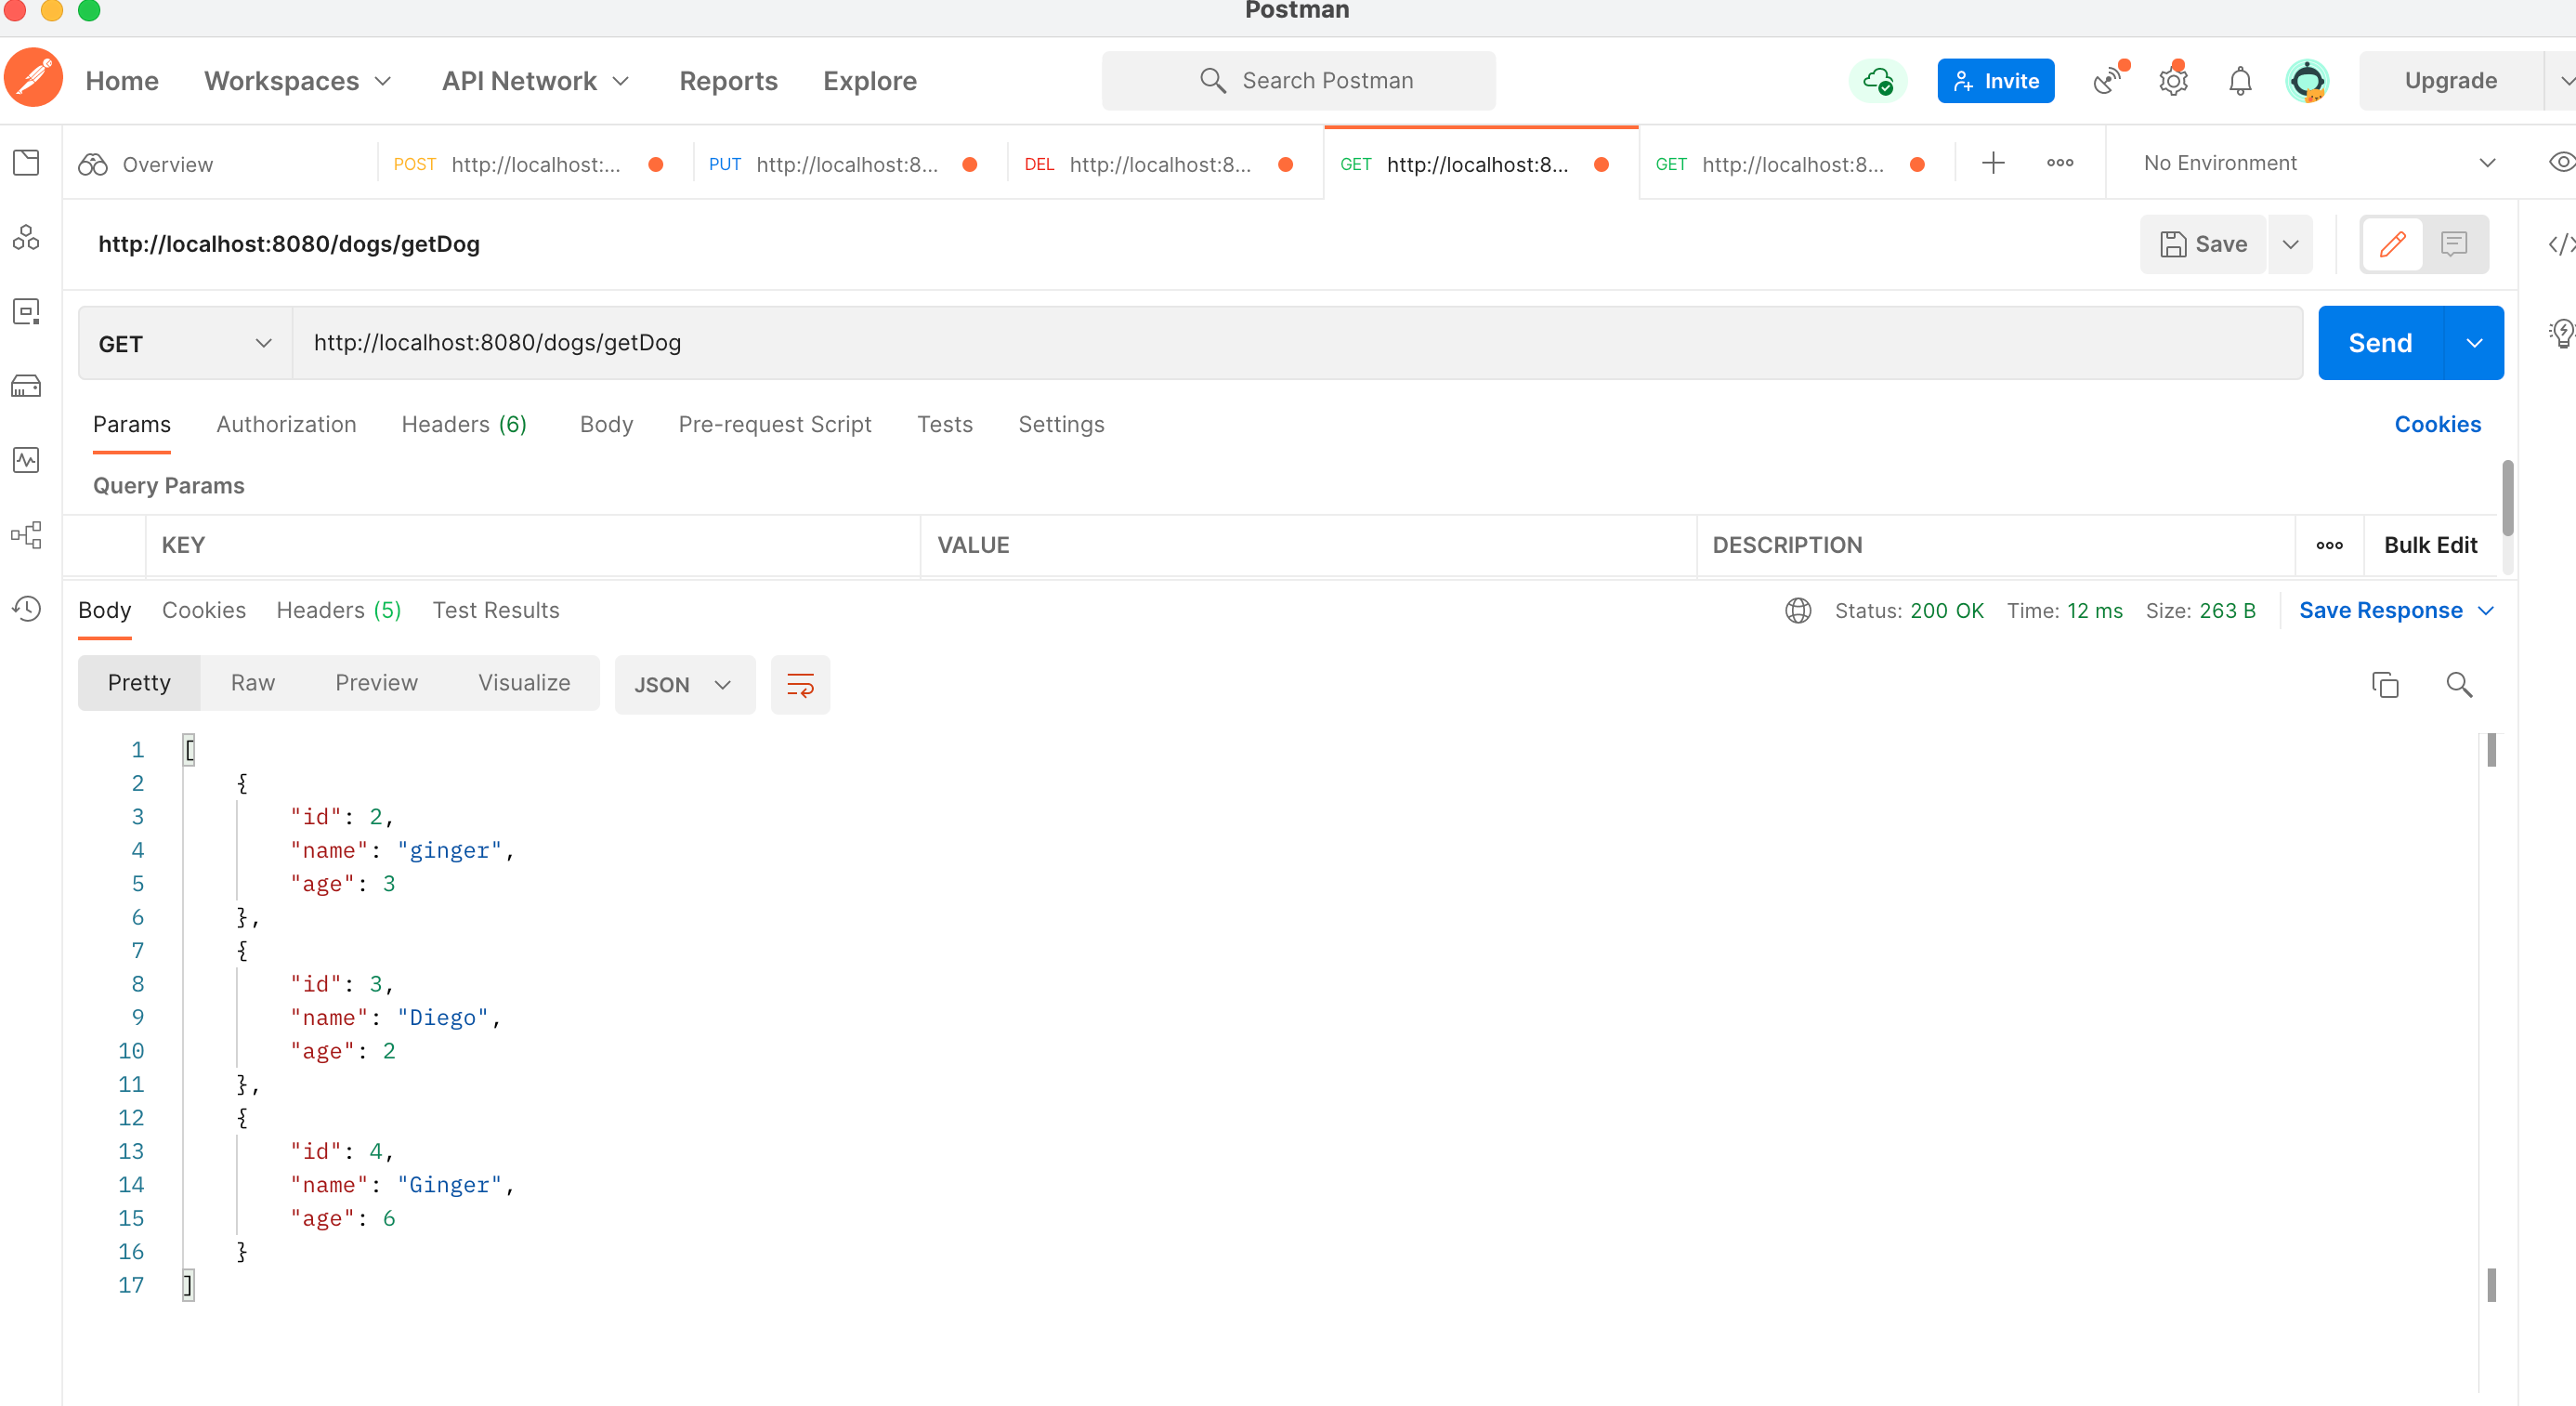 Postman
Home Workspaces API Network Reports Explore Search Postman Invite Upgrade
Overview POST http://localhost:... PUT http://localhost:8... DEL http://localhost:8... GET http://localhost:8... GET http://localhost:8... No Environment
http://localhost:8080/dogs/getDog Save
GET http://localhost:8080/dogs/getDog Send
Params Authorization Headers (6) Body Pre-request Script Tests Settings Cookies
Query Params
KEY VALUE DESCRIPTION Bulk Edit
Body Cookies Headers (5) Test Results Status: 200 OK Time: 12 ms Size: 263 B Save Response
Pretty Raw Preview Visualize JSON
1 [
2 {
3 "id": 2,
4 "name": "ginger",
5 "age": 3
6 },
7 {
8 "id": 3,
9 "name": "Diego",
10 "age": 2
11 },
12 {
13 "id": 4,
14 "name": "Ginger",
15 "age": 6
16 }
17 ]